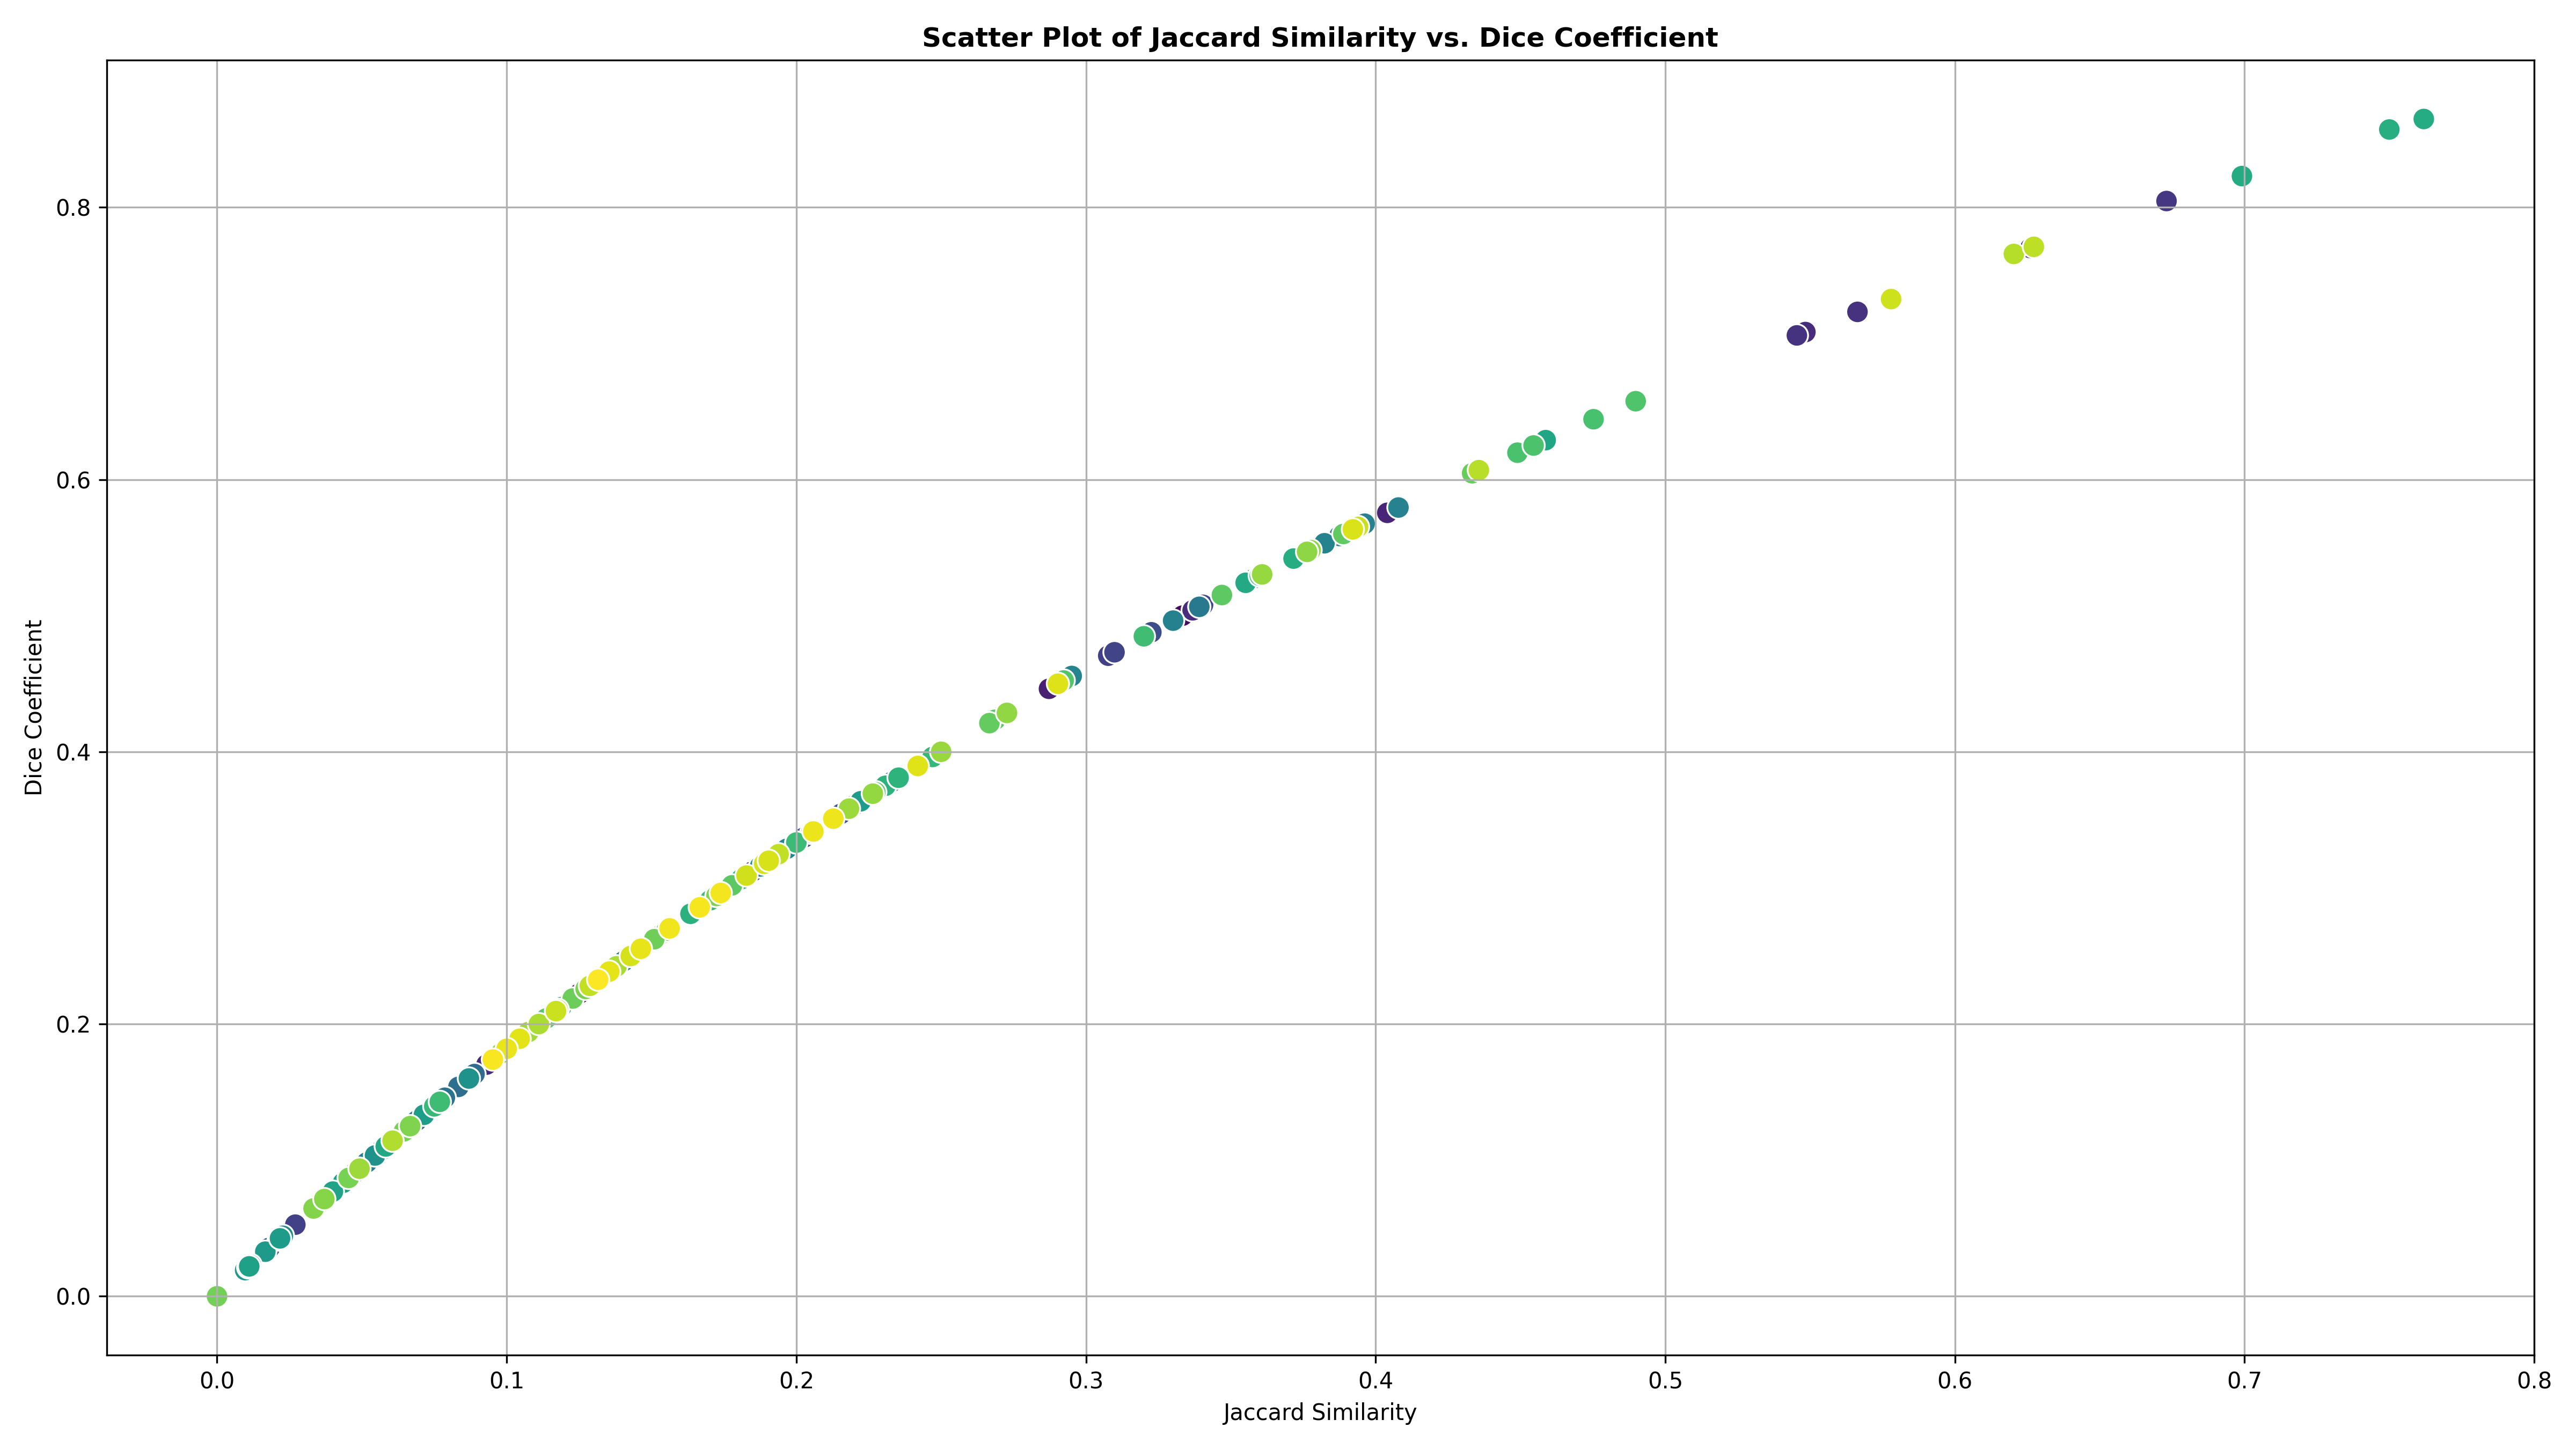 Scatter Plot of Jaccard Similarity vs. Dice Coefficient
Dice Coefficient
0.8
0.6
0.4
0.2
0.0
0.0 0.1 0.2 0.3 0.4 0.5 0.6 0.7 0.8
Jaccard Similarity